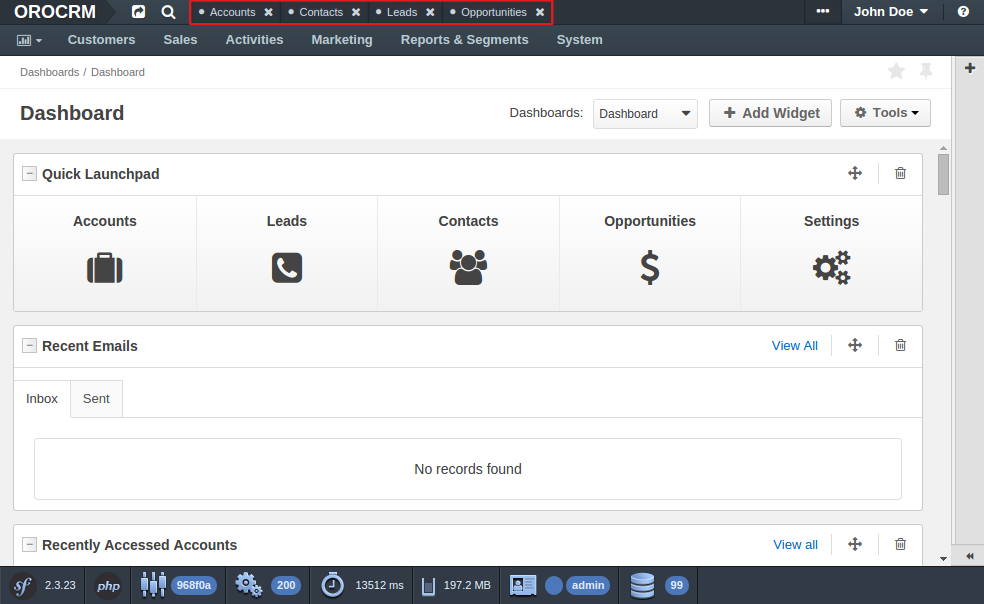 OROCRM Accounts Contacts Leads Opportunities ••• John Doe ?
Customers Sales Activities Marketing Reports & Segments System
Dashboards / Dashboard
Dashboard Dashboards: Dashboard Add Widget Tools
Quick Launchpad
Accounts Leads Contacts Opportunities Settings
$
Recent Emails View All
Inbox Sent
No records found
Recently Accessed Accounts View all
sf 2.3.23 php 968f0a 200 13512 ms 197.2 MB admin 99